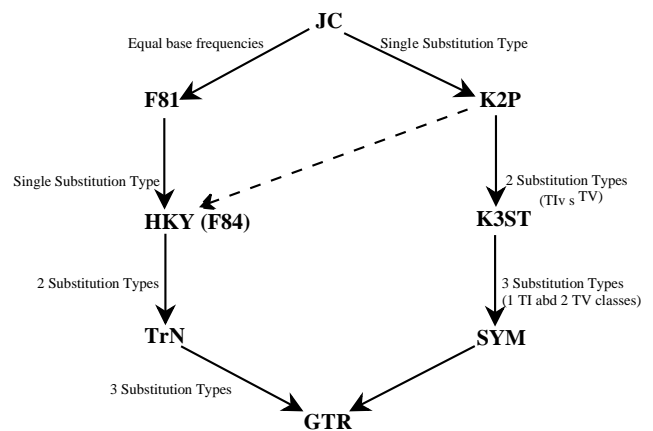 JC
Equal base frequencies
Single Substitution Type
F81
K2P
Single Substitution Type
2 Substitution Types
(TIv s TV)
HKY (F84)
K3ST
2 Substitution Types
3 Substitution Types
(1 TI abd 2 TV classes)
TrN
SYM
3 Substitution Types
GTR